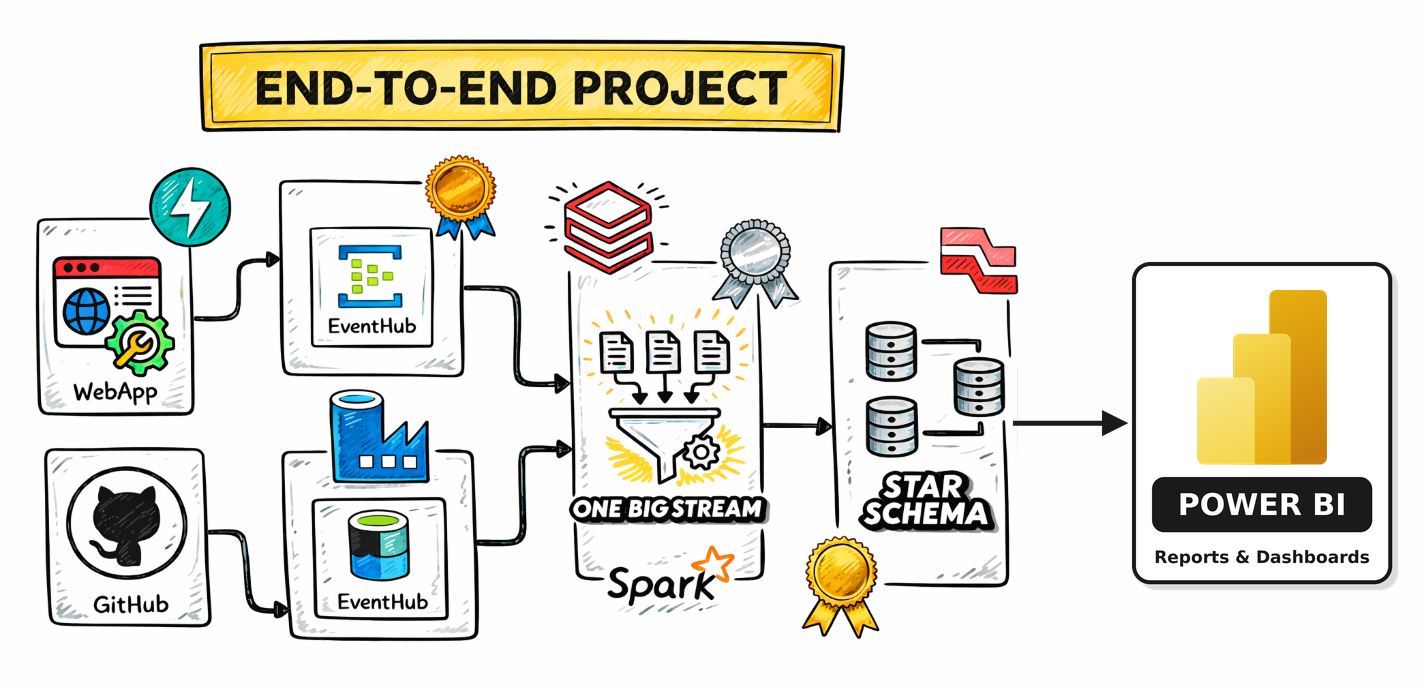 END-TO-END PROJECT
WebApp
EventHub
GitHub
EventHub
ONE BIG STREAM
Spark
STAR
SCHEMA
POWER BI
Reports & Dashboards